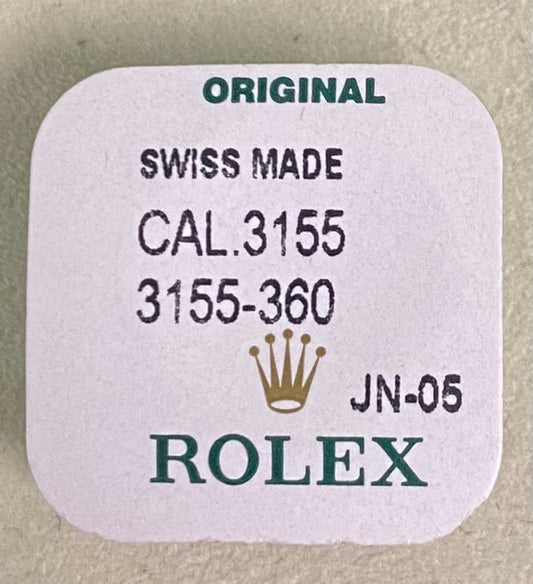 ORIGINAL
SWISS MADE
CAL.3155
3155-360
JN-05
ROLEX